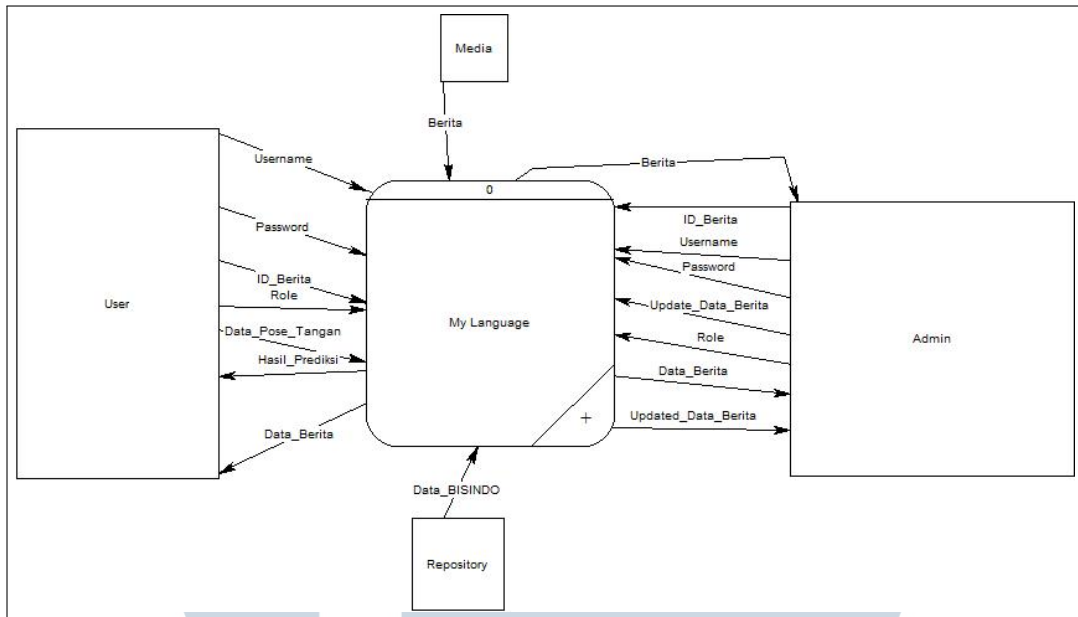 Media
Berita
Username
Berita
0
ID_Berita
Username
Password
Password
ID_Berita
Role
Update_Data_Berita
User
My Language
Admin
Data_Pose_Tangan
Role
Hasil_Prediksi
Data_Berita
Updated_Data_Berita
+
Data_Berita
Data_BISINDO
Repository